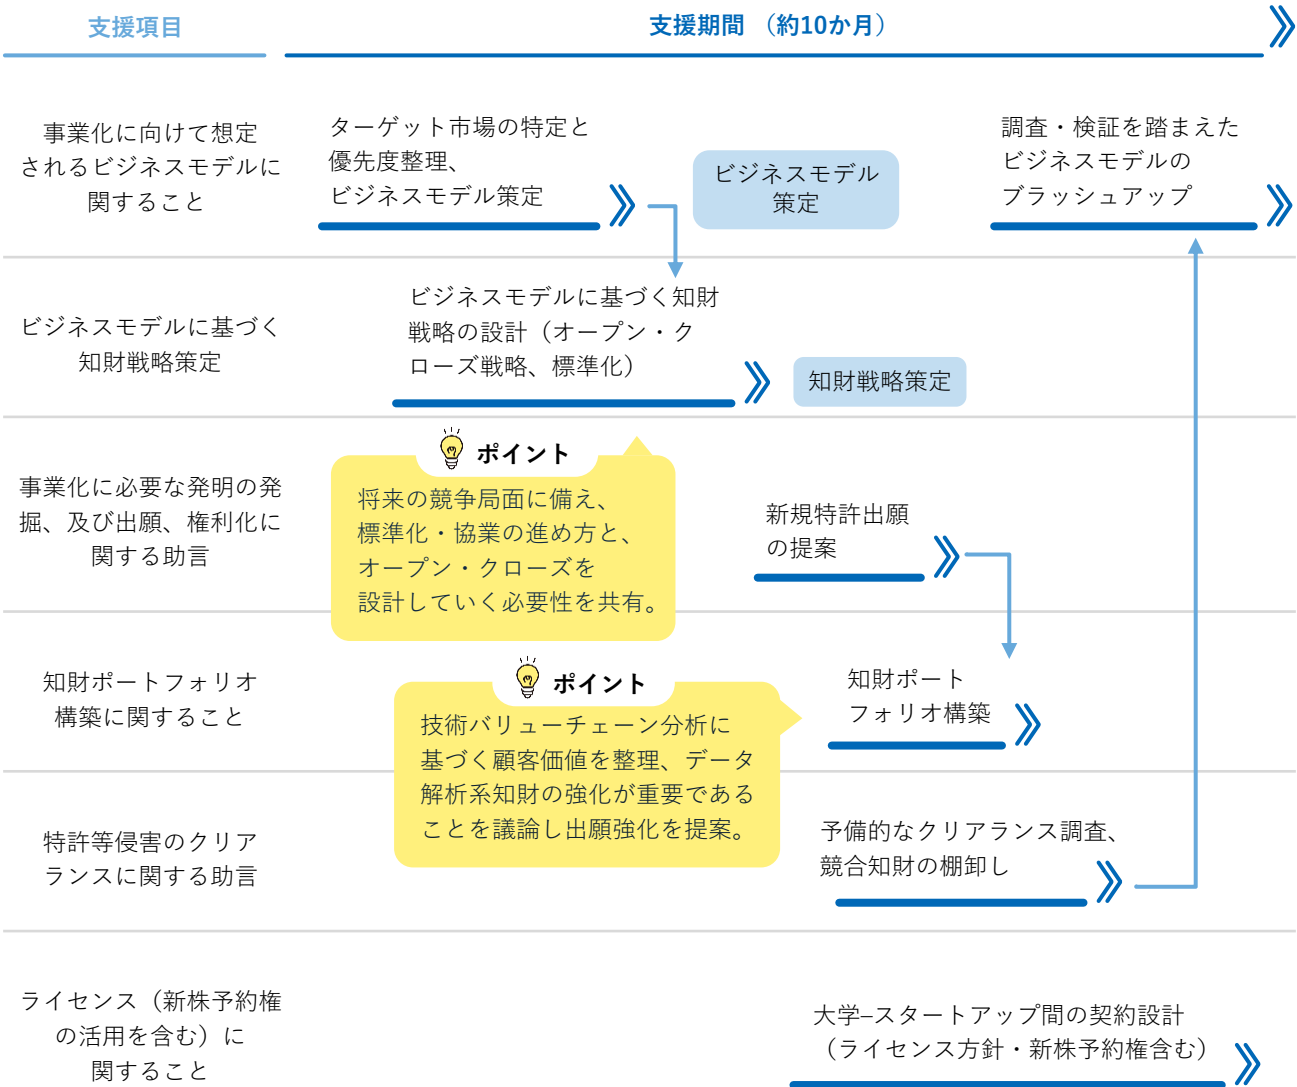 支援項目
支援期間 （約10か月）
事業化に向けて想定
されるビジネスモデルに
関すること
ターゲット市場の特定と
優先度整理、
ビジネスモデル策定
ビジネスモデル
策定
調査・検証を踏まえた
ビジネスモデルの
ブラッシュアップ
ビジネスモデルに基づく
知財戦略策定
ビジネスモデルに基づく知財
戦略の設計（オープン・ク
ローズ戦略、標準化）
知財戦略策定
事業化に必要な発明の発
掘、及び出願、権利化に
関する助言
ポイント
将来の競争局面に備え、
標準化・協業の進め方と、
オープン・クローズを
設計していく必要性を共有。
新規特許出願
の提案
知財ポートフォリオ
構築に関すること
ポイント
技術バリューチェーン分析に
基づく顧客価値を整理、データ
解析系知財の強化が重要である
ことを議論し出願強化を提案。
知財ポート
フォリオ構築
特許等侵害のクリア
ランスに関する助言
予備的なクリアランス調査、
競合知財の棚卸し
ライセンス（新株予約権
の活用を含む）に
関すること
大学–スタートアップ間の契約設計
（ライセンス方針・新株予約権含む）